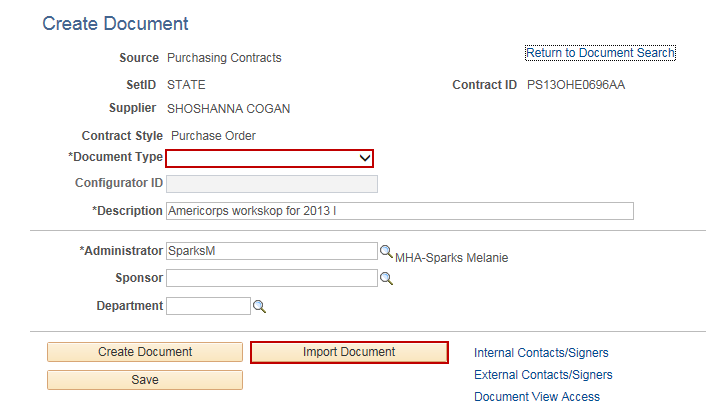 Create Document
Return to Document Search
Source Purchasing Contracts
SetID STATE Contract ID PS13OHE0696AA
Supplier SHOSHANNA COGAN
Contract Style Purchase Order
*Document Type
Configurator ID
*Description Americorps workskop for 2013 I
*Administrator SparksM MHA-Sparks Melanie
Sponsor
Department
Create Document Import Document Internal Contacts/Signers
External Contacts/Signers
Save
Document View Access